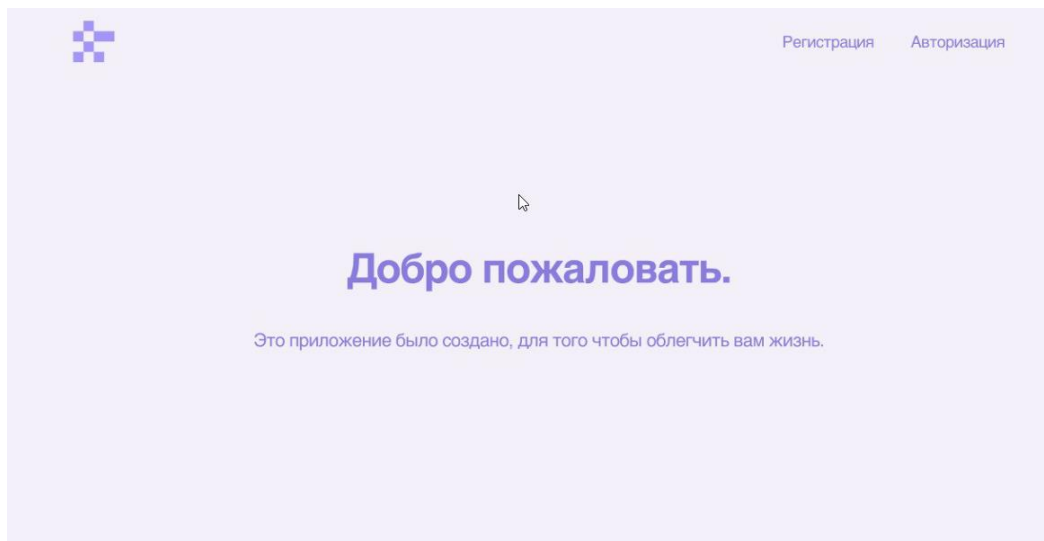 Регистрация Авторизация
Добро пожаловать.
Это приложение было создано, для того чтобы облегчить вам жизнь.